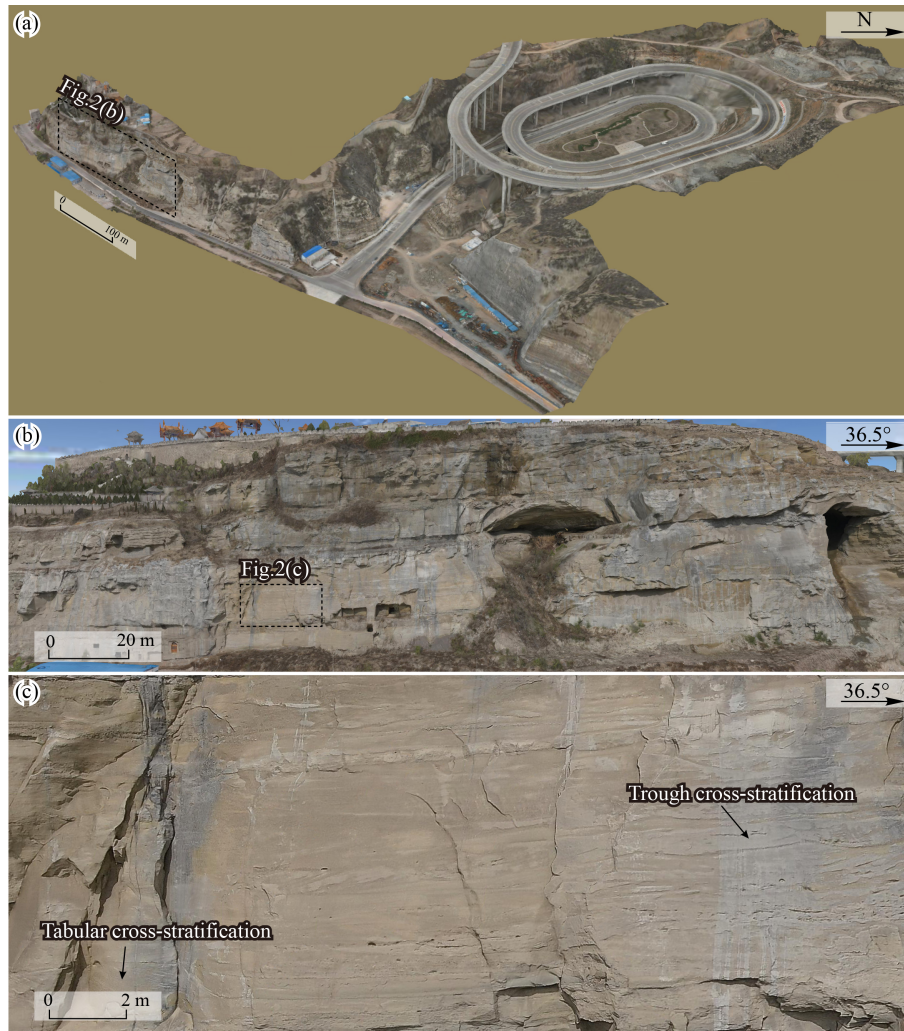 (a)
N
Fig.2(b)
0
100 m
(b)
36.5°
Fig.2(c)
0 20 m
(c)
36.5°
Trough cross-stratification
Tabular cross-stratification
0 2 m